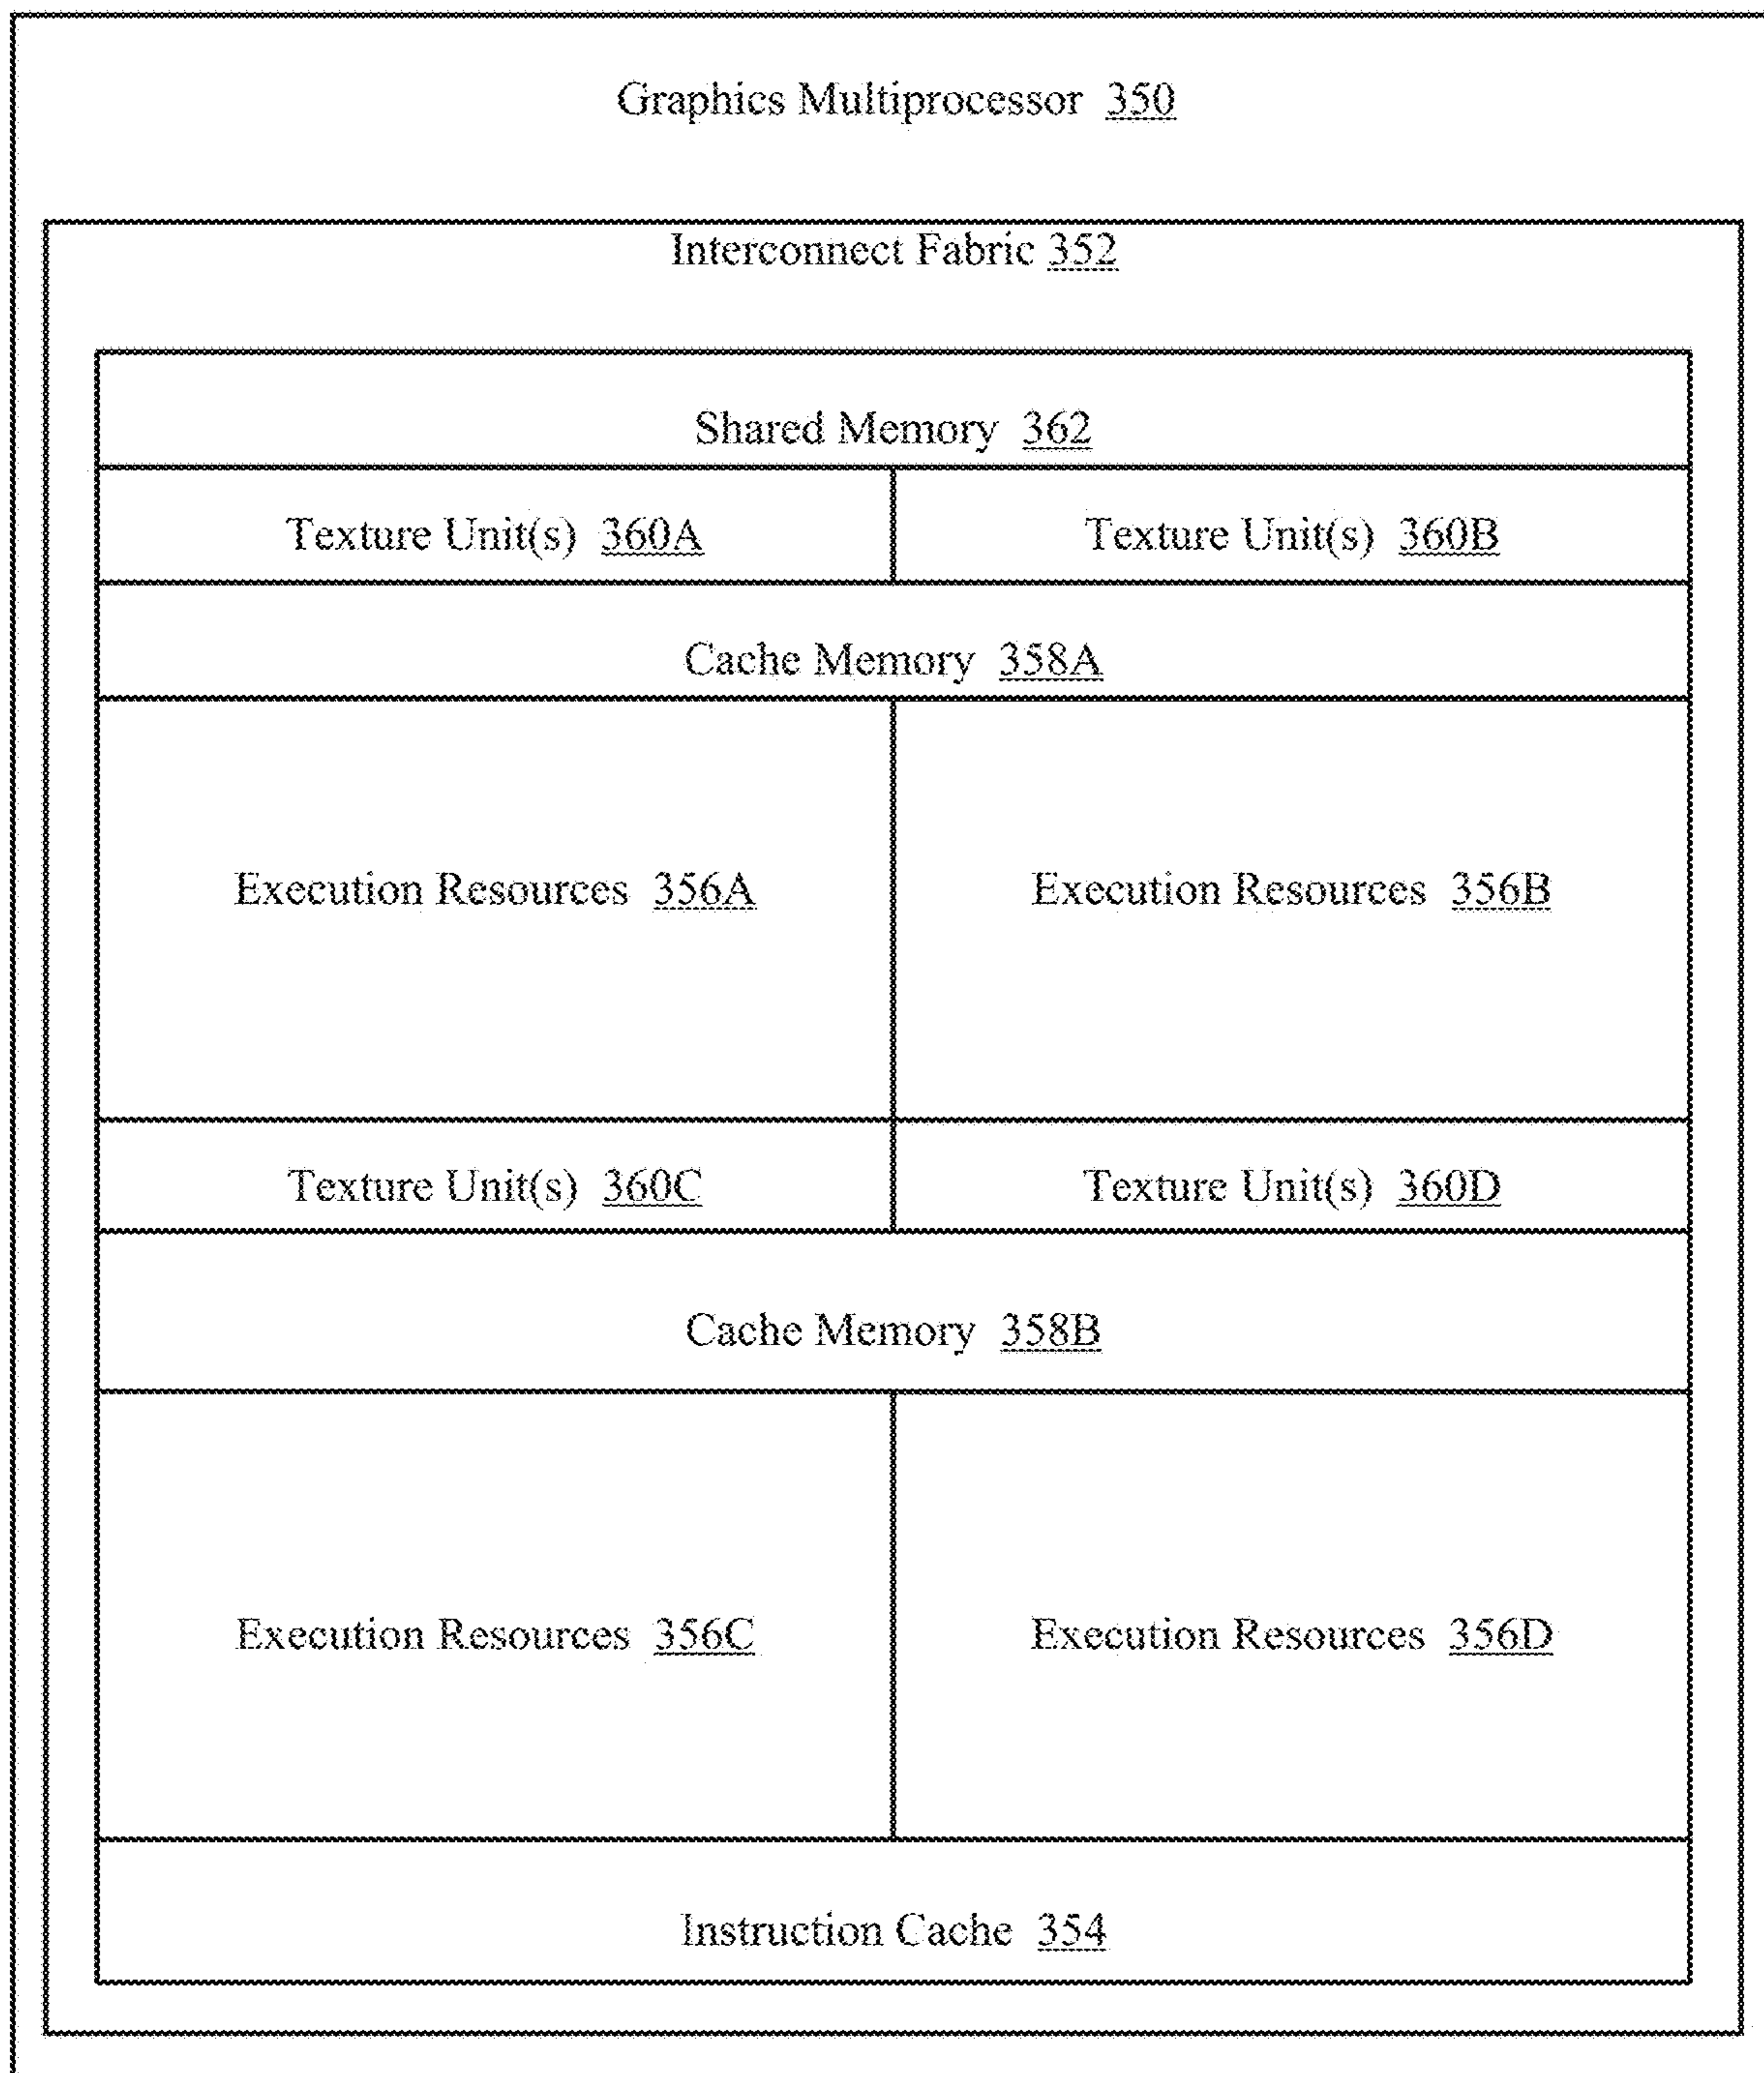 Graphics Multiprocessor 350
Interconnect Fabric 352
Shared Memory 362
Texture Unit(s) 360A
Texture Unit(s) 360B
Cache Memory 358A
Execution Resources 356A
Execution Resources 356B
Texture Unit(s) 360C
Texture Unit(s) 360D
Cache Memory 358B
Execution Resources 356C
Execution Resources 356D
Instruction Cache 354